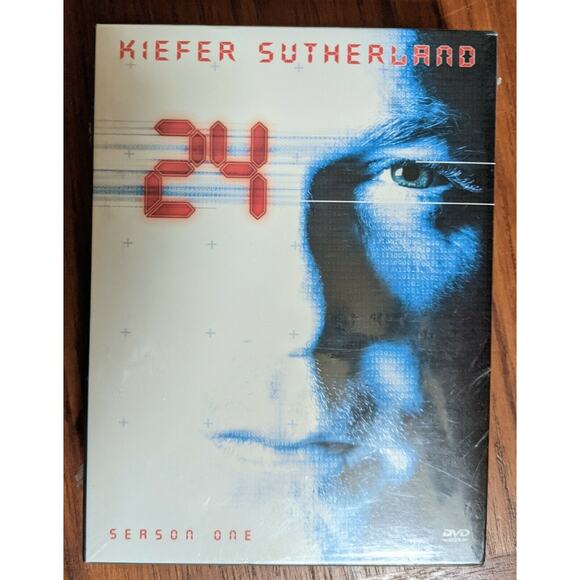 KIEFER SUTHERLAND
24
SEASON ONE
DVD